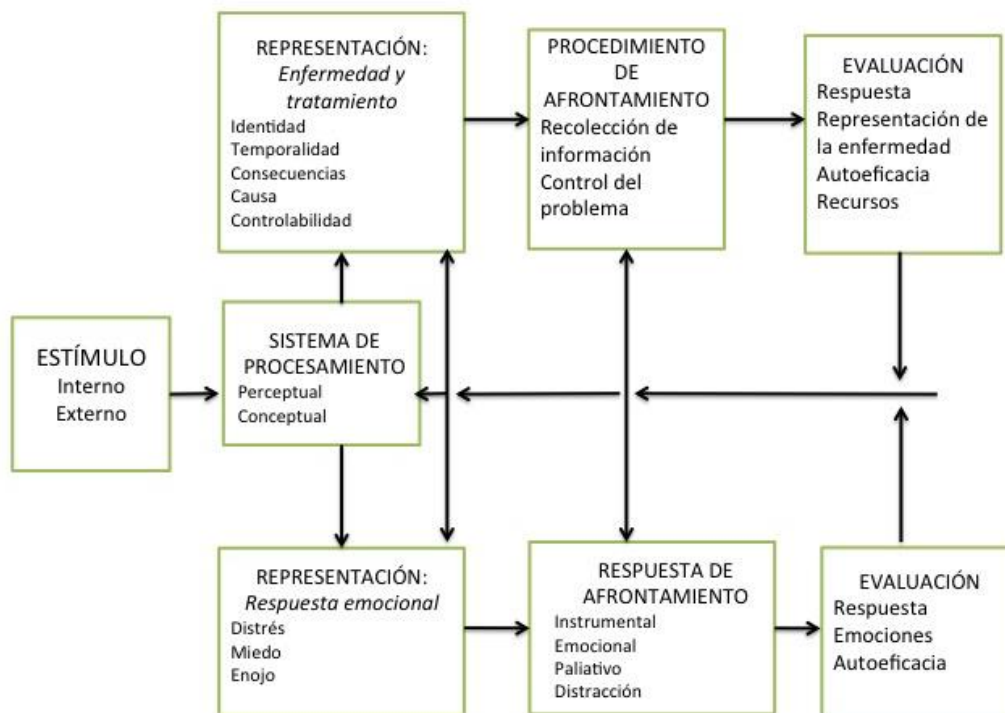 REPRESENTACIÓN:
Enfermedad y
tratamiento
Identidad
Temporalidad
Consecuencias
Causa
Controlabilidad
PROCEDIMIENTO
DE
AFRONTAMIENTO
Recolección de
información
Control del
problema
EVALUACIÓN
Respuesta
Representación de
la enfermedad
Autoeficacia
Recursos
ESTÍMULO
Interno
Externo
SISTEMA DE
PROCESAMIENTO
Perceptual
Conceptual
REPRESENTACIÓN:
Respuesta emocional
Distrés
Miedo
Enojo
RESPUESTA DE
AFRONTAMIENTO
Instrumental
Emocional
Paliativo
Distracción
EVALUACIÓN
Respuesta
Emociones
Autoeficacia